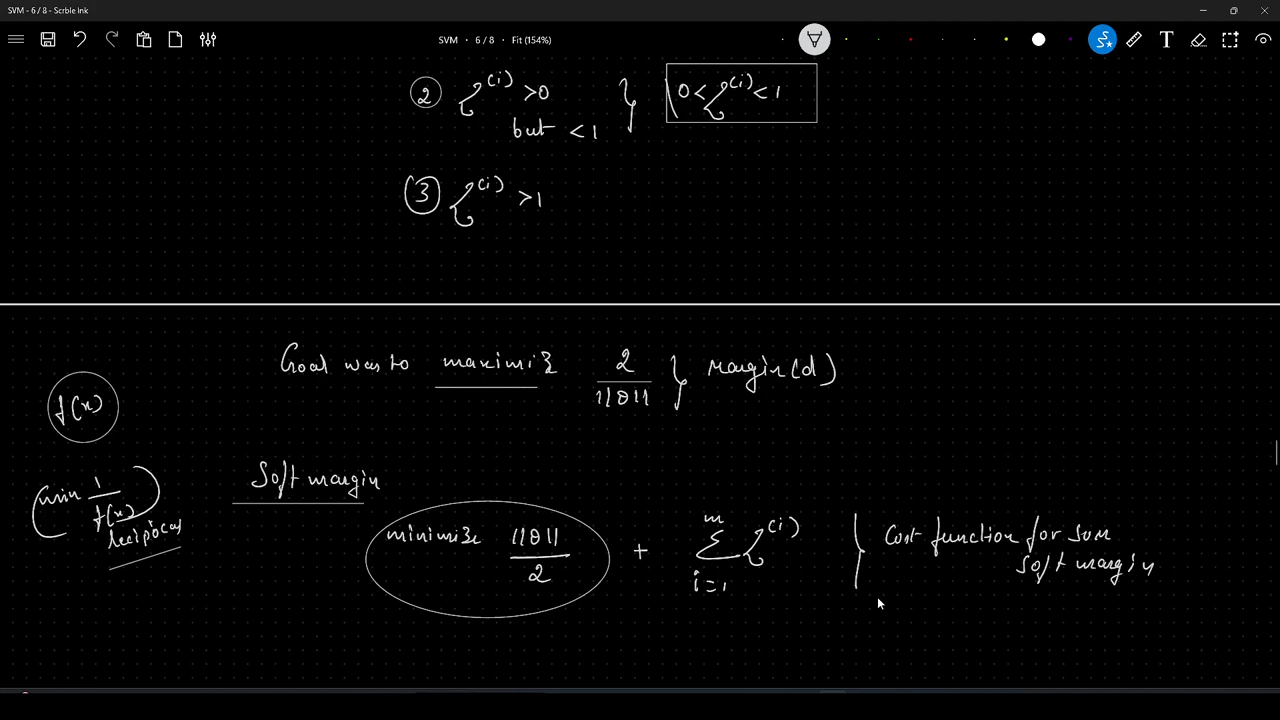 SVM - 6 / 8 - Scrble Ink
SVM • 6 / 8 • Fit (154%)
T
② ξ^(i) >0 } 0 < ξ^(i) < 1
but < 1
③ ξ^(i) >1
Goal was to maximize 2/||θ|| } margin(d)
f(x)
Soft margin
(min 1/f(x))
reciprocal
minimize ||θ||/2 + Σ_{i=1}^{m} ξ^(i) } Cost function for SVM
soft margin